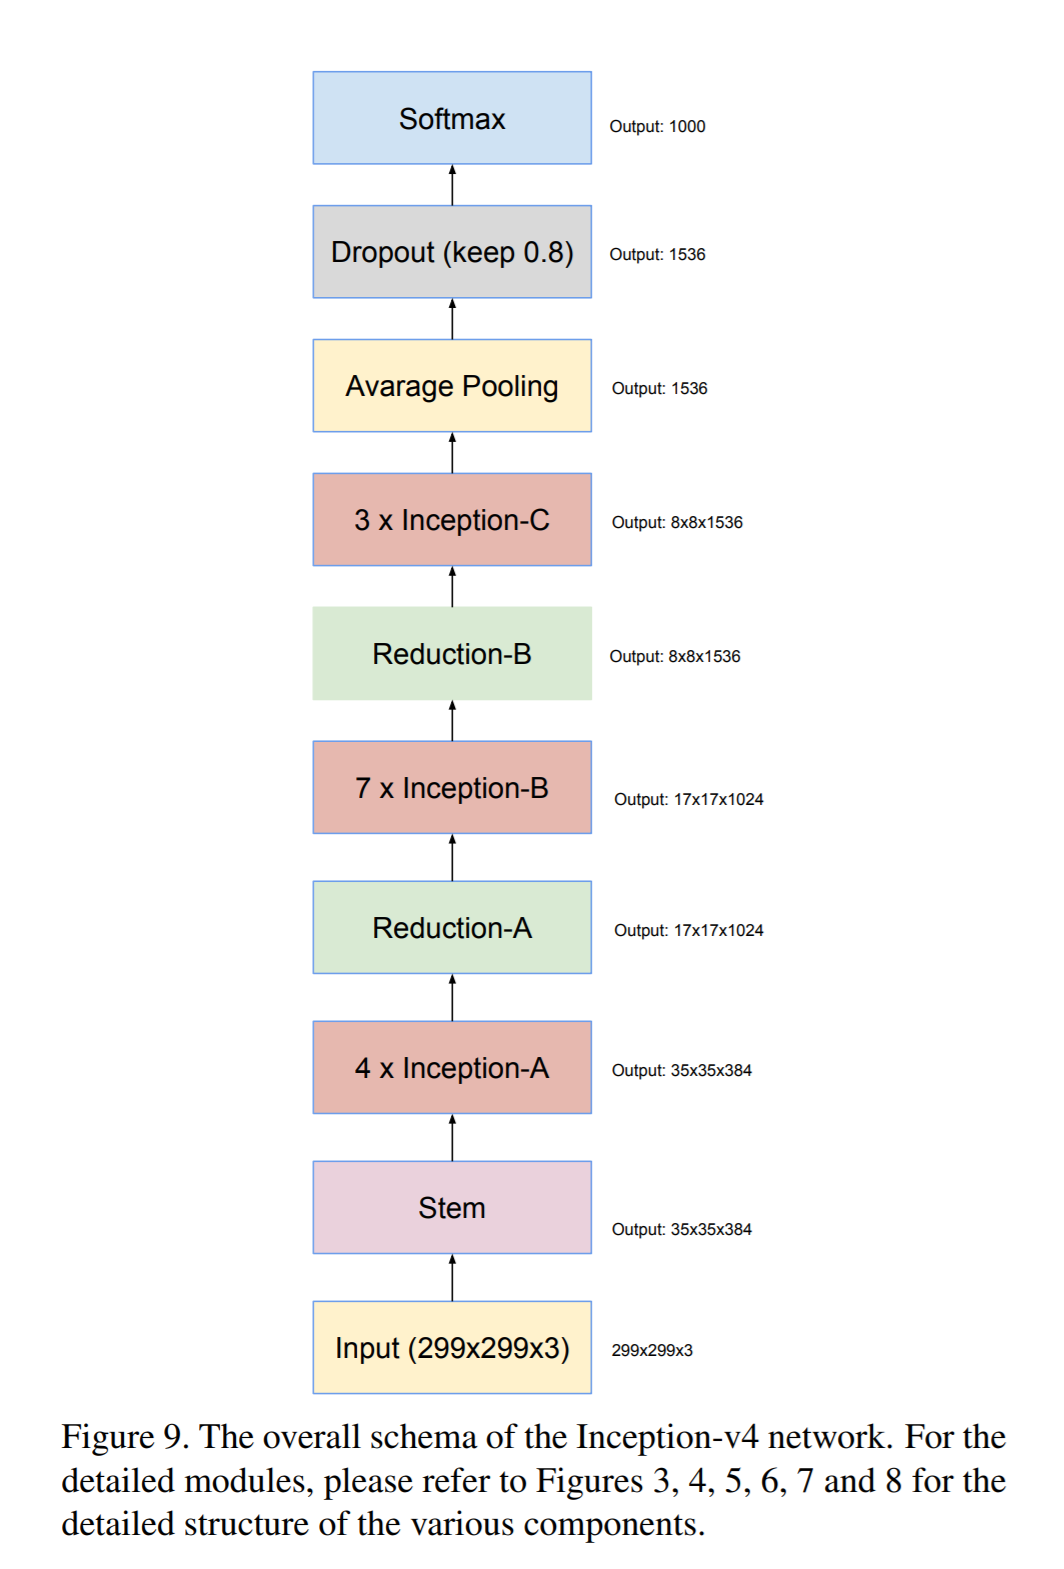 Softmax
Output: 1000
Dropout (keep 0.8)
Output: 1536
Avarage Pooling
Output: 1536
3 x Inception-C
Output: 8x8x1536
Reduction-B
Output: 8x8x1536
7 x Inception-B
Output: 17x17x1024
Reduction-A
Output: 17x17x1024
4 x Inception-A
Output: 35x35x384
Stem
Output: 35x35x384
Input (299x299x3)
299x299x3
Figure 9. The overall schema of the Inception-v4 network. For the
detailed modules, please refer to Figures 3, 4, 5, 6, 7 and 8 for the
detailed structure of the various components.